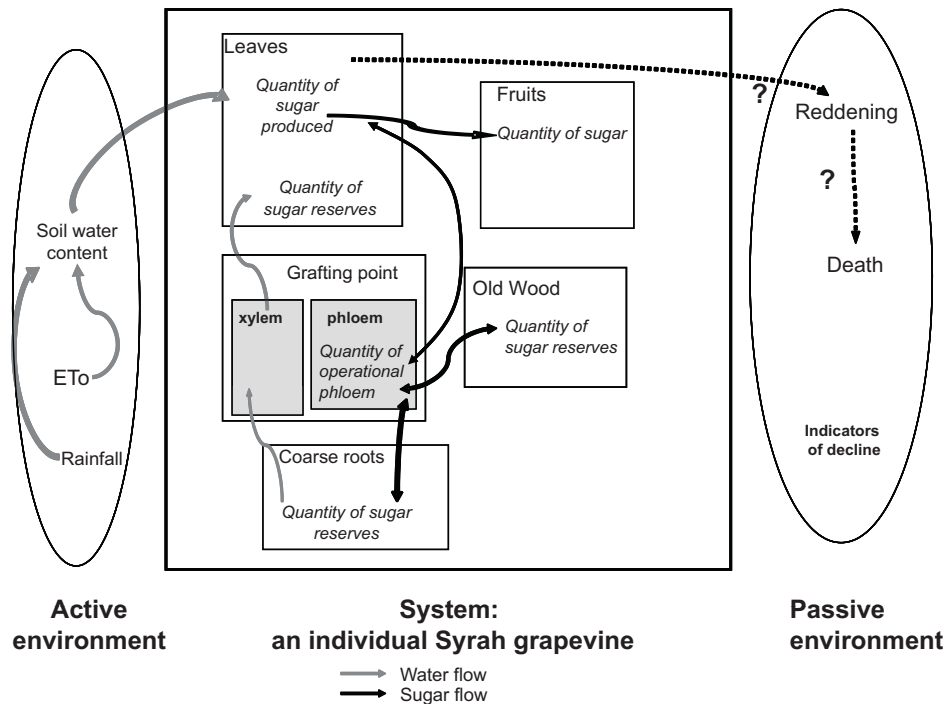 Leaves
Quantity of
sugar
produced
Quantity of
sugar reserves
Fruits
Quantity of sugar
?
Reddening
?
Death
Indicators
of decline
Soil water
content
ETo
Rainfall
Grafting point
xylem
phloem
Quantity of
operational
phloem
Old Wood
Quantity of
sugar reserves
Coarse roots
Quantity of sugar
reserves
Active
environment
System:
an individual Syrah grapevine
Passive
environment
Water flow
Sugar flow